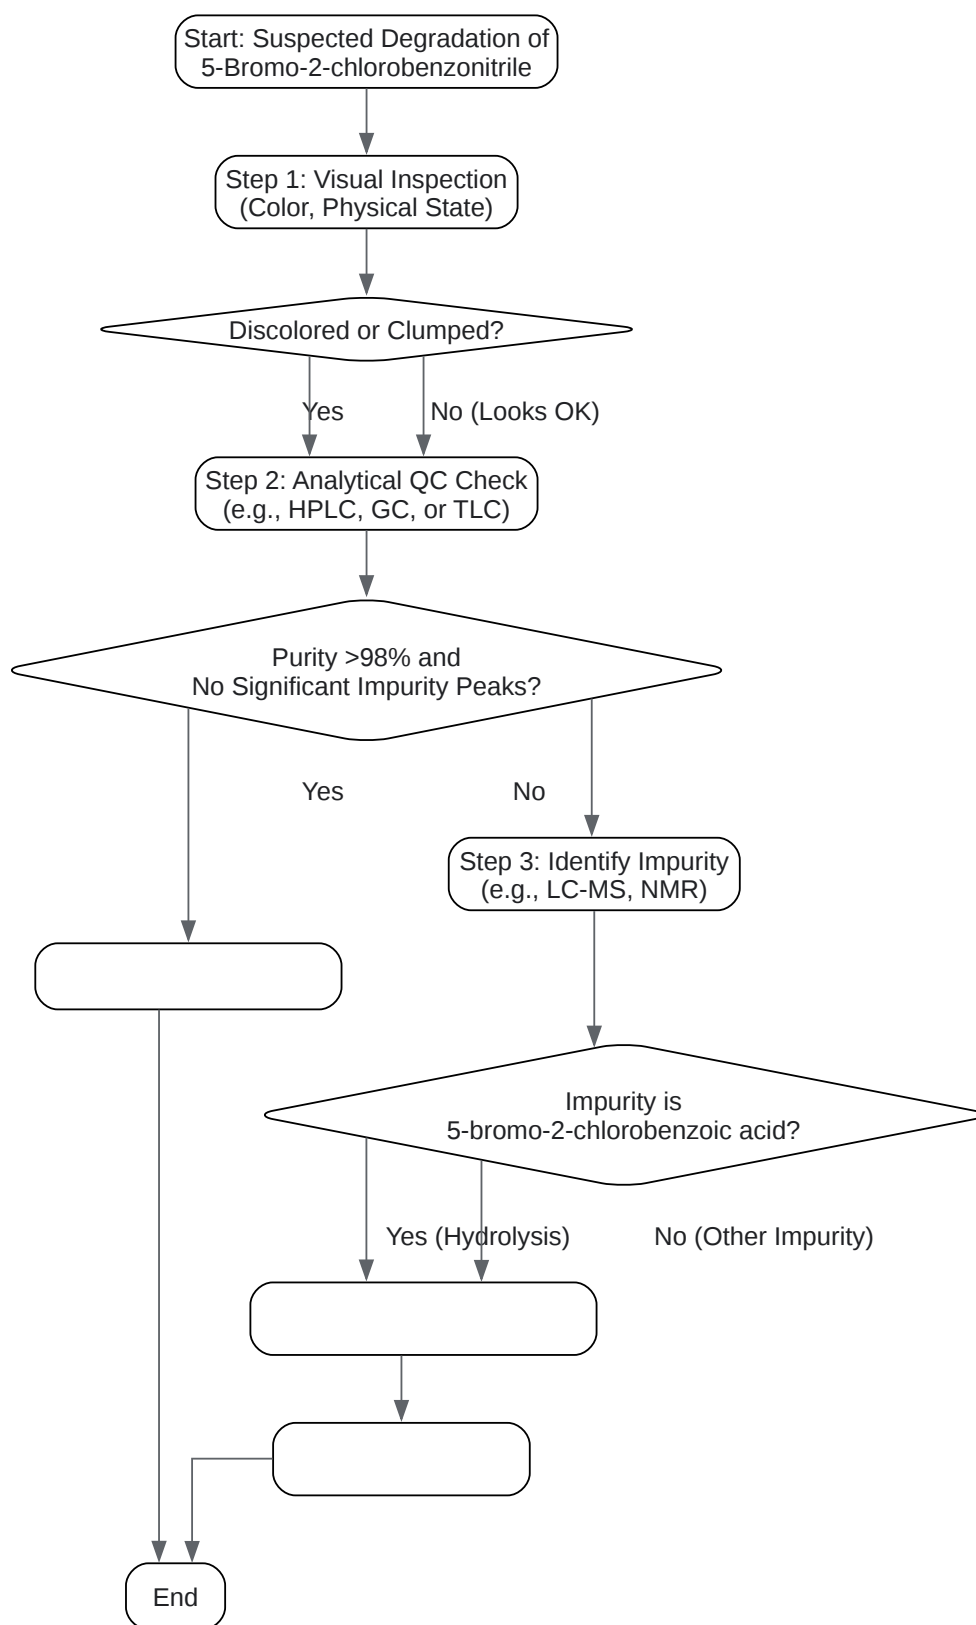 Start: Suspected Degradation of
5-Bromo-2-chlorobenzonitrile
Step 1: Visual Inspection
(Color, Physical State)
Discolored or Clumped?
Yes
No (Looks OK)
Step 2: Analytical QC Check
(e.g., HPLC, GC, or TLC)
Purity >98% and
No Significant Impurity Peaks?
Yes
No
Step 3: Identify Impurity
(e.g., LC-MS, NMR)
Impurity is
5-bromo-2-chlorobenzoic acid?
Yes (Hydrolysis)
No (Other Impurity)
End